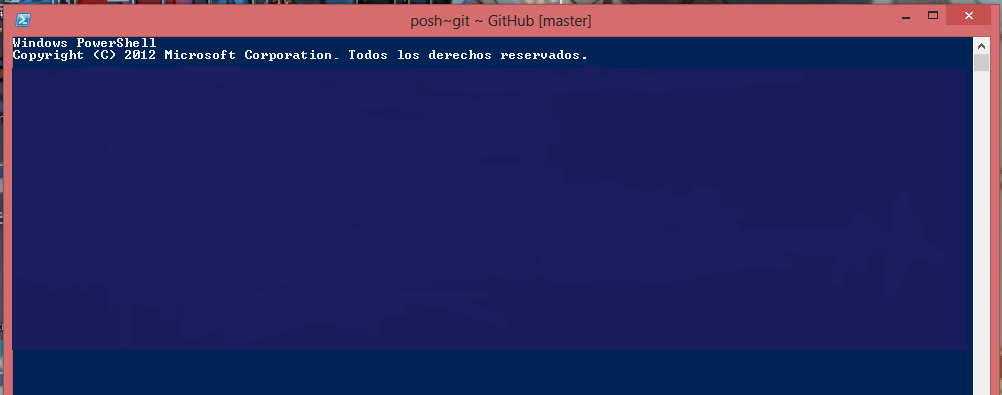 posh~git ~ GitHub [master]
Windows PowerShell
Copyright (C) 2012 Microsoft Corporation. Todos los derechos reservados.